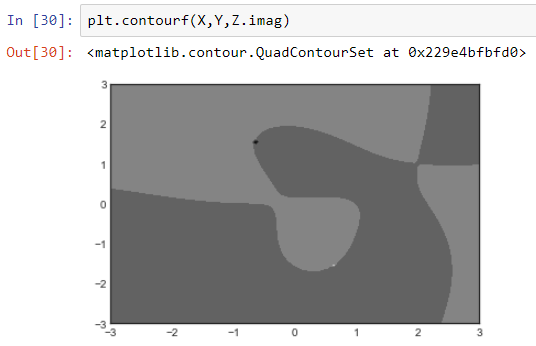 In [30]: plt.contourf(X,Y,Z.imag)
Out[30]: <matplotlib.contour.QuadContourSet at 0x229e4bfbfd0>
3
2
1
0
−1
−2
−3
−3 −2 −1 0 1 2 3